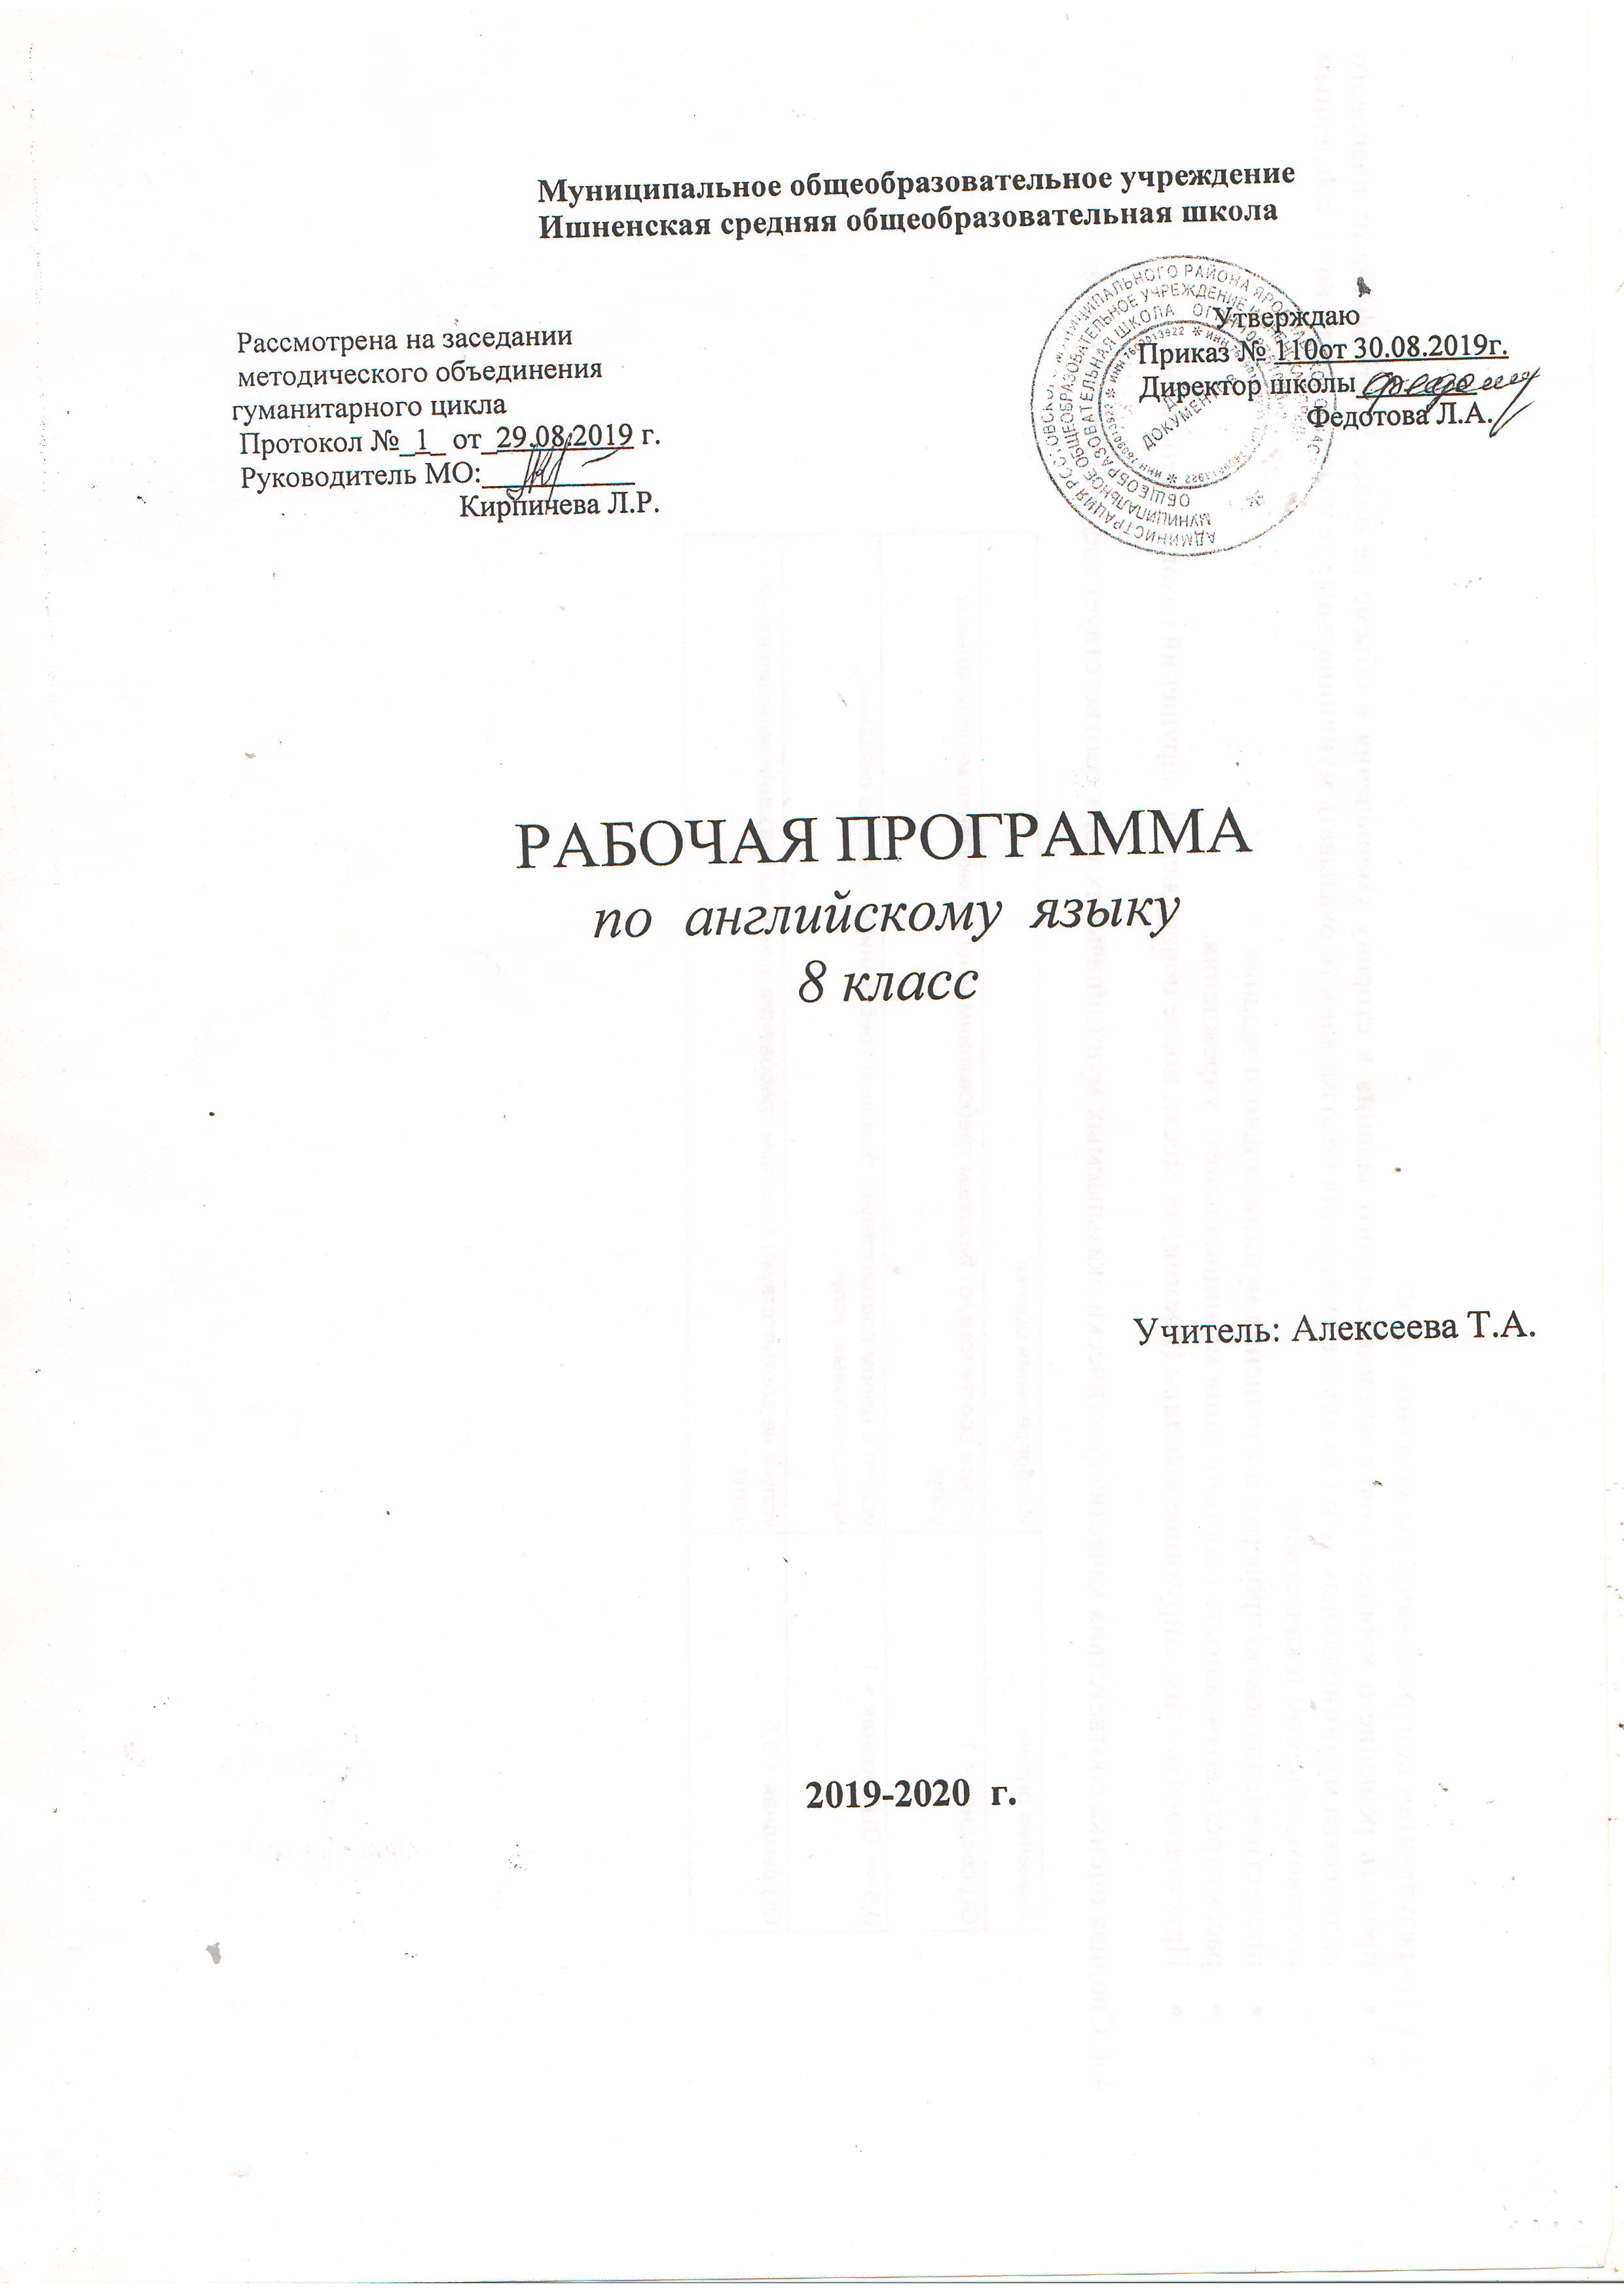 Муниципальное общеобразовательное учреждение
Ишненская средняя общеобразовательная школа
Рассмотрена на заседании
методического объединения
гуманитарного цикла
Протокол №_1_ от_29.08.2019 г.
Руководитель МО:
Кирпичева Л.Р.
Утверждаю
Приказ № 110от 30.08.2019г.
Директор школы
Федотова Л.А.
РАБОЧАЯ ПРОГРАММА
по английскому языку
8 класс
Учитель: Алексеева Т.А.
2019-2020 г.